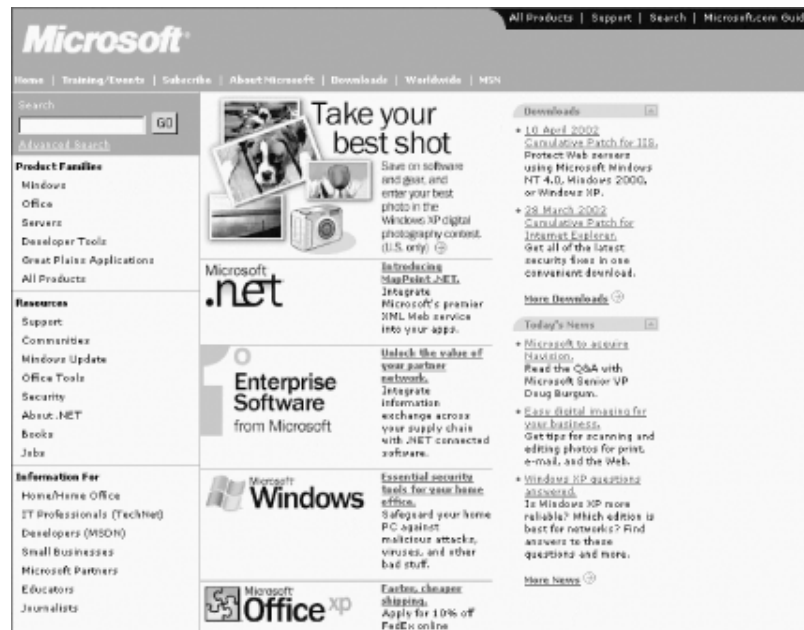 All Products | Support | Search | Microsoft.com Guid
Microsoft
Home | Training/Events | Subscribe | About Microsoft | Downloads | Worldwide | MSN
Search
GO
Advanced Search
Product Families
Windows
Office
Servers
Developer Tools
Great Plains Applications
All Products
Resources
Support
Communities
Windows Update
Office Tools
Security
About .NET
Books
Jobs
Information For
Home/Home Office
IT Professionals (TechNet)
Developers (MSDN)
Small Businesses
Microsoft Partners
Educators
Journalists
Take your
best shot
Save on software
and gear, and
enter your best
photo in the
Windows XP digital
photography contest.
(U.S. only)
Microsoft
.net
Introducing
MapPoint .NET.
Integrate
Microsoft's premier
XML Web service
into your apps.
1°
Enterprise
Software
from Microsoft
Unlock the value of
your partner
network.
Integrate
information
exchange across
your supply chain
with .NET connected
software.
Microsoft
Windows
Essential security
tools for your home
office.
Safeguard your home
PC against
malicious attacks,
viruses, and other
bad stuff.
Microsoft
Office xp
Faster, cheaper
shipping.
Apply for 10% off
FedEx online
Downloads
10 April 2002
Cumulative Patch for IIS.
Protect Web servers
using Microsoft Windows
NT 4.0, Windows 2000,
or Windows XP.
28 March 2002
Cumulative Patch for
Internet Explorer.
Get all of the latest
security fixes in one
convenient download.
More Downloads
Today's News
Microsoft to acquire
Navision.
Read the Q&A with
Microsoft Senior VP
Doug Burgum.
Easy digital imaging for
your business.
Get tips for scanning and
editing photos for print,
e-mail, and the Web.
Windows XP questions
answered.
Is Windows XP more
reliable? Which edition is
best for networks? Find
answers to these
questions and more.
More News